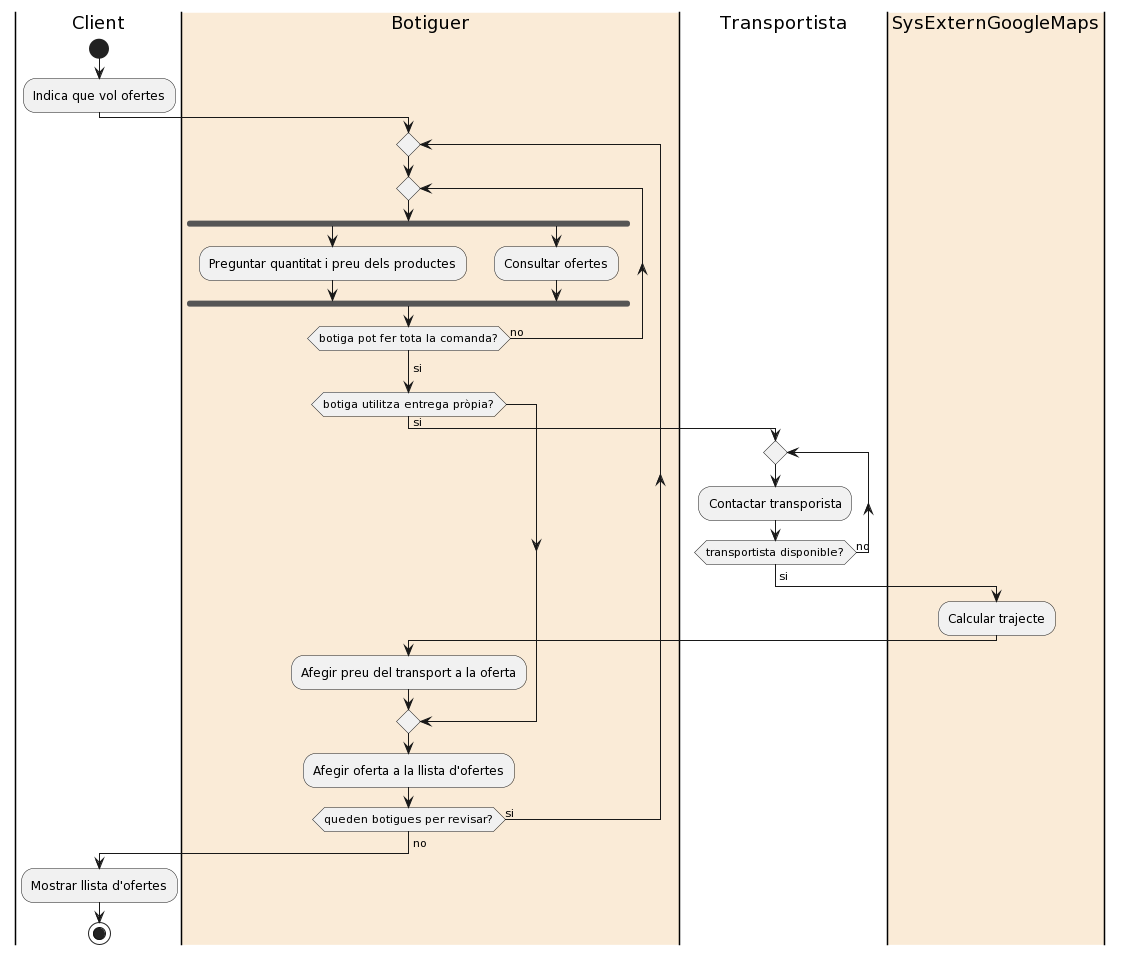 Client
Botiguer
Transportista
SysExternGoogleMaps
Indica que vol ofertes
Preguntar quantitat i preu dels productes
Consultar ofertes
botiga pot fer tota la comanda?
no
si
botiga utilitza entrega pròpia?
si
Contactar transporista
transportista disponible?
no
si
Calcular trajecte
Afegir preu del transport a la oferta
Afegir oferta a la llista d'ofertes
queden botigues per revisar?
si
no
Mostrar llista d'ofertes